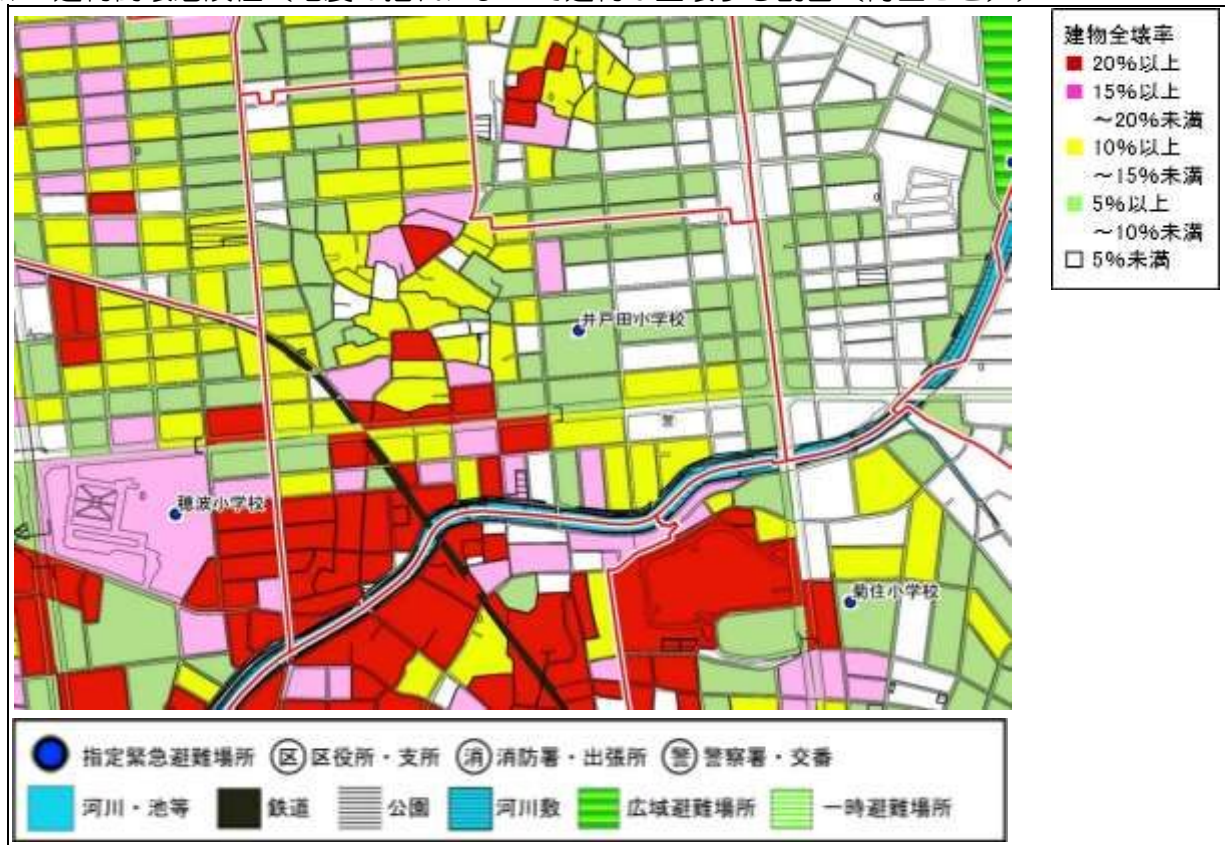 建物全壊率
20%以上
15%以上
～20%未満
10%以上
～15%未満
5%以上
～10%未満
5%未満
井戸田小学校
警
穂波小学校
菊住小学校
指定緊急避難場所 区 区役所・支所 消 消防署・出張所 警 警察署・交番
河川・池等 鉄道 公園 河川敷 広域避難場所 一時避難場所